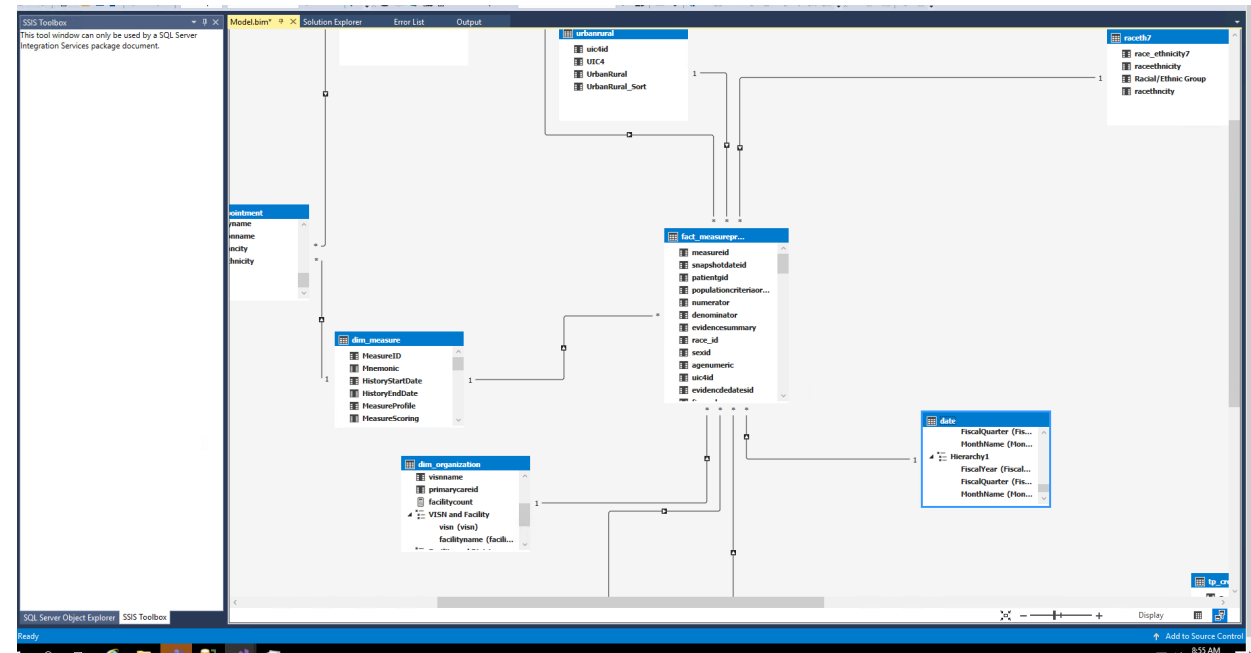 SSIS Toolbox
This tool window can only be used by a SQL Server
Integration Services package document.
Model.bim*
Solution Explorer
Error List
Output
urbanrural
uic4id
UIC4
UrbanRural
UrbanRural_Sort
1
raceth7
race_ethnicity7
raceethnicity
Racial/Ethnic Group
racethncity
1
ointment
yname
onname
ncity
hnicity
*
*
* * *
fact_measurepr...
measureid
snapshotdateid
patientgid
populationcriteriaor...
numerator
denominator
evidencesummary
race_id
sexid
agenumeric
uic4id
evidencdedatesid
*
* * * *
dim_measure
MeasureID
Mnemonic
HistoryStartDate
HistoryEndDate
MeasureProfile
MeasureScoring
1
1
dim_organization
visnname
primarycareid
facilitycount
VISN and Facility
visn (visn)
facilityname (facili...
1
date
FiscalQuarter (Fis...
MonthName (Mon...
Hierarchy1
FiscalYear (Fiscal...
FiscalQuarter (Fis...
MonthName (Mon...
1
SQL Server Object Explorer
SSIS Toolbox
Display
Ready
Add to Source Control
8:55 AM